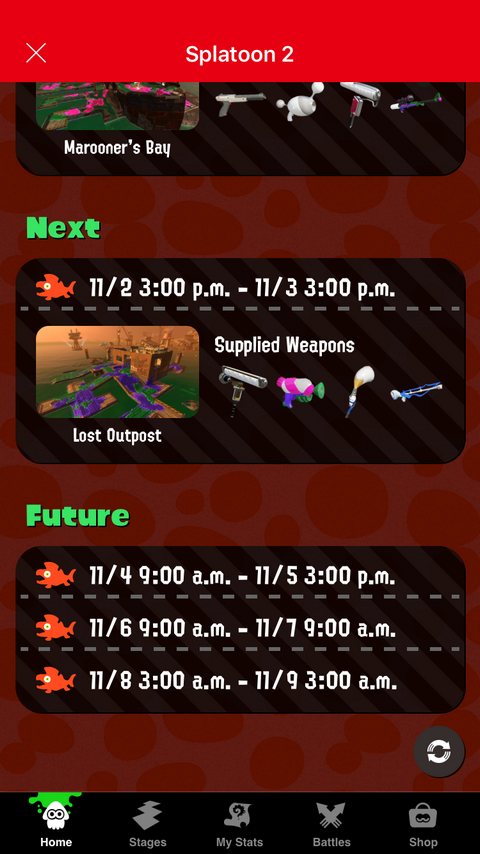 Splatoon 2
Marooner's Bay
Next
11/2 3:00 p.m. - 11/3 3:00 p.m.
Supplied Weapons
Lost Outpost
Future
11/4 9:00 a.m. - 11/5 3:00 p.m.
11/6 9:00 a.m. - 11/7 9:00 a.m.
11/8 3:00 a.m. - 11/9 3:00 a.m.
Home Stages My Stats Battles Shop